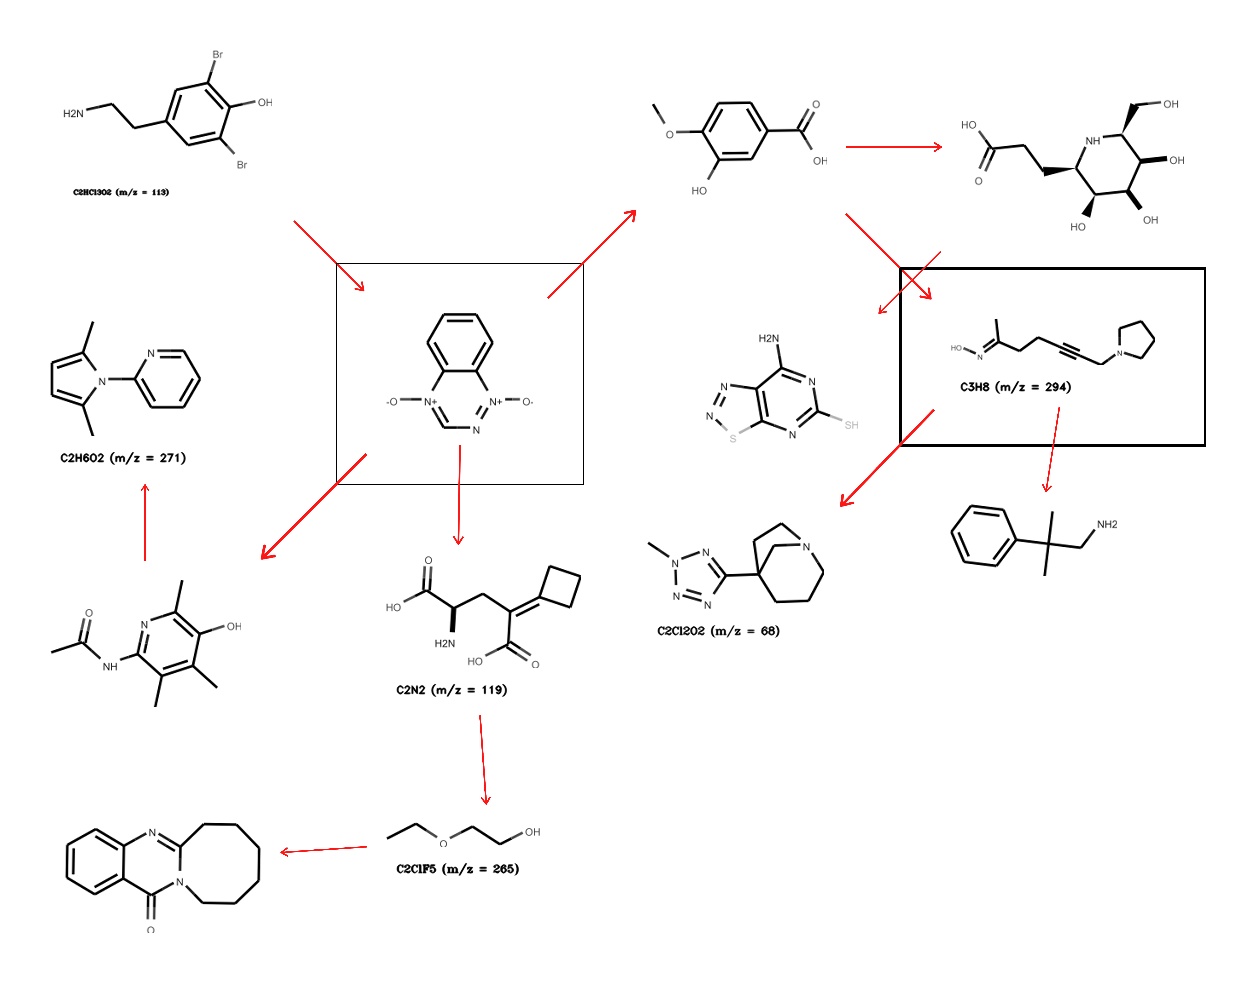 Br
H2N
OH
Br
C2HCl3O2 (m/z = 113)
O
O
OH
HO
HO
O
NH
OH
OH
OH
HO
N
N
C2H6O2 (m/z = 271)
-O
N+
N+
O-
N
H2N
N
N
N
N
S
SH
HO
N
N
C3H8 (m/z = 294)
NH2
N
N
N
N
N
C2Cl2O2 (m/z = 68)
O
NH
N
OH
O
HO
H2N
HO
O
C2N2 (m/z = 119)
O
OH
C2ClF5 (m/z = 265)
N
N
O